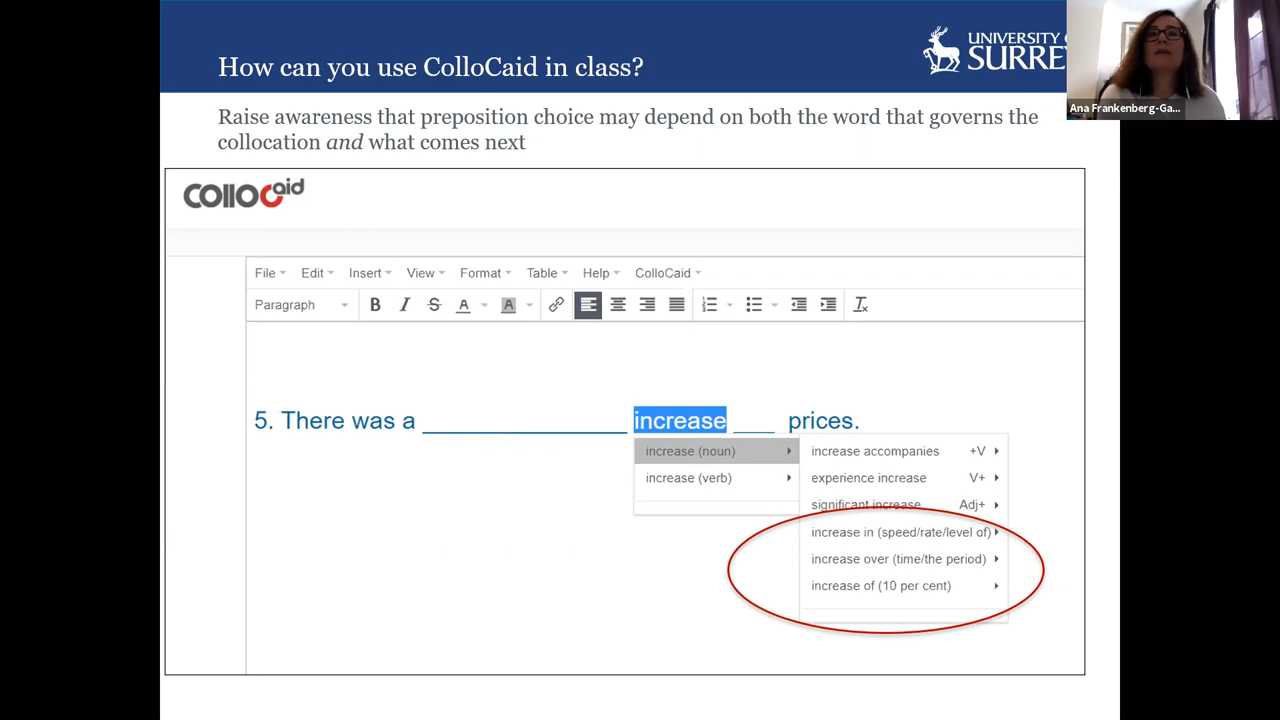 How can you use ColloCaid in class?
UNIVERSITY O
SURRE
Ana Frankenberg-Ga...
Raise awareness that preposition choice may depend on both the word that governs the
collocation and what comes next
colloCaid
File Edit Insert View Format Table Help ColloCaid
Paragraph B I S A A
5. There was a _______________ increase ___ prices.
increase (noun)
increase (verb)
increase accompanies +V
experience increase V+
significant increase Adj+
increase in (speed/rate/level of)
increase over (time/the period)
increase of (10 per cent)